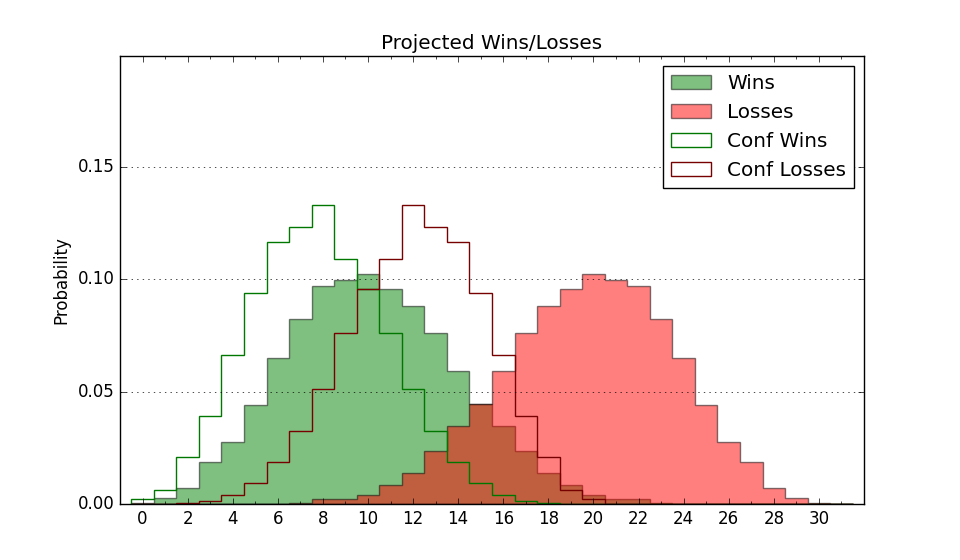 Projected Wins/Losses
Wins
Losses
Conf Wins
Conf Losses
Probability
0.15
0.10
0.05
0.00
0 2 4 6 8 10 12 14 16 18 20 22 24 26 28 30